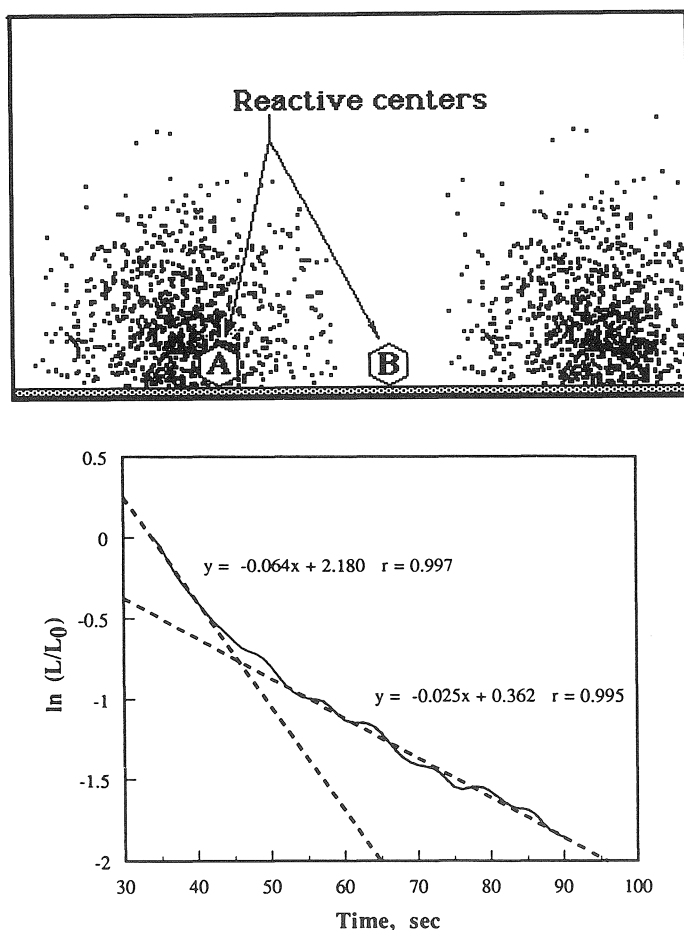 Reactive centers
A
B
0.5
y = -0.064x + 2.180 r = 0.997
0
-0.5
y = -0.025x + 0.362 r = 0.995
-1
-1.5
-2
ln (L/L0)
30 40 50 60 70 80 90 100
Time, sec